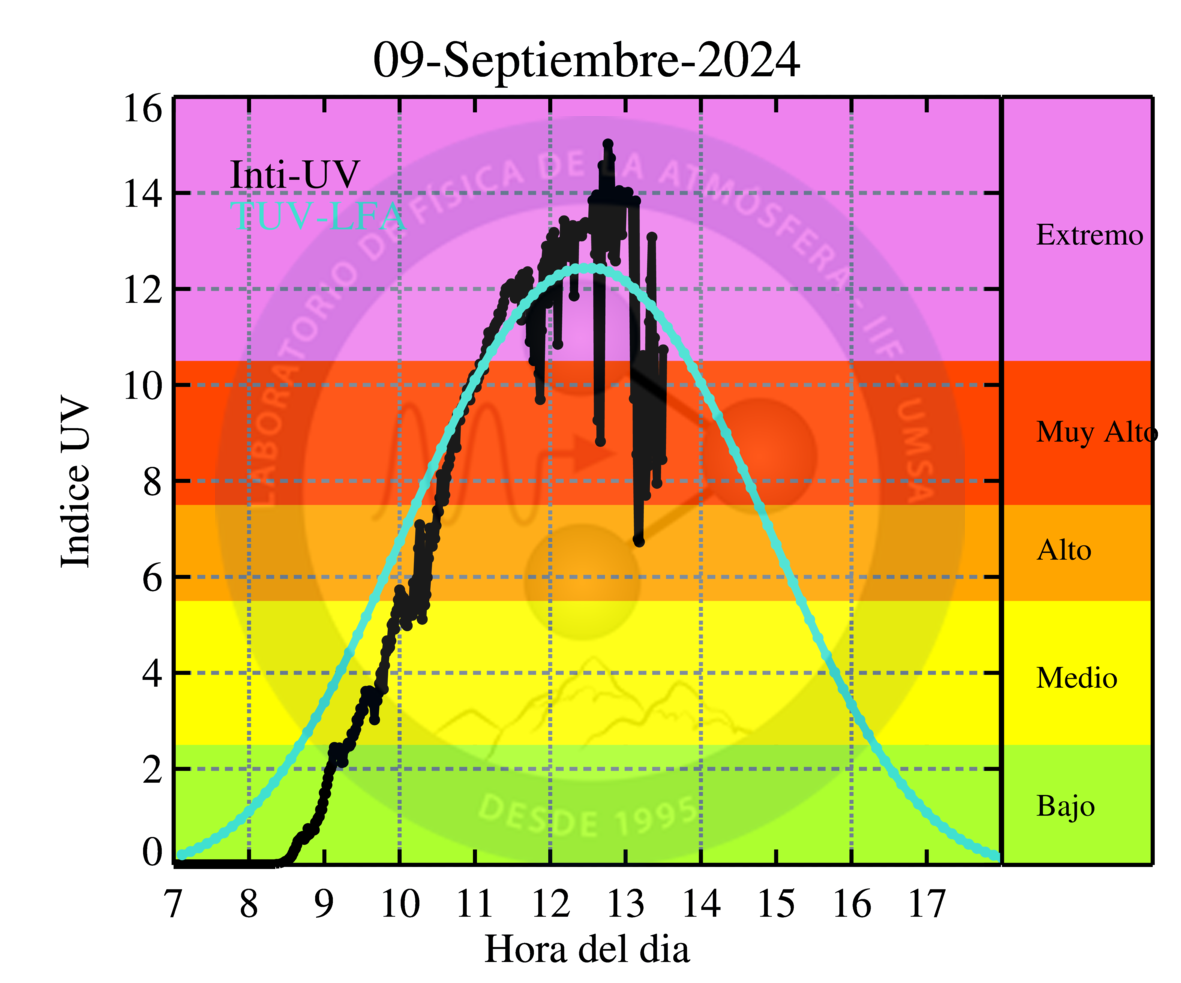 09-Septiembre-2024
Inti-UV
TUV-LFA
LABORATORIO DE FÍSICA DE LA ATMÓSFERA - IIF - UMSA
DESDE 1995
Indice UV
16
14
12
10
8
6
4
2
0
Extremo
Muy Alto
Alto
Medio
Bajo
7 8 9 10 11 12 13 14 15 16 17
Hora del dia